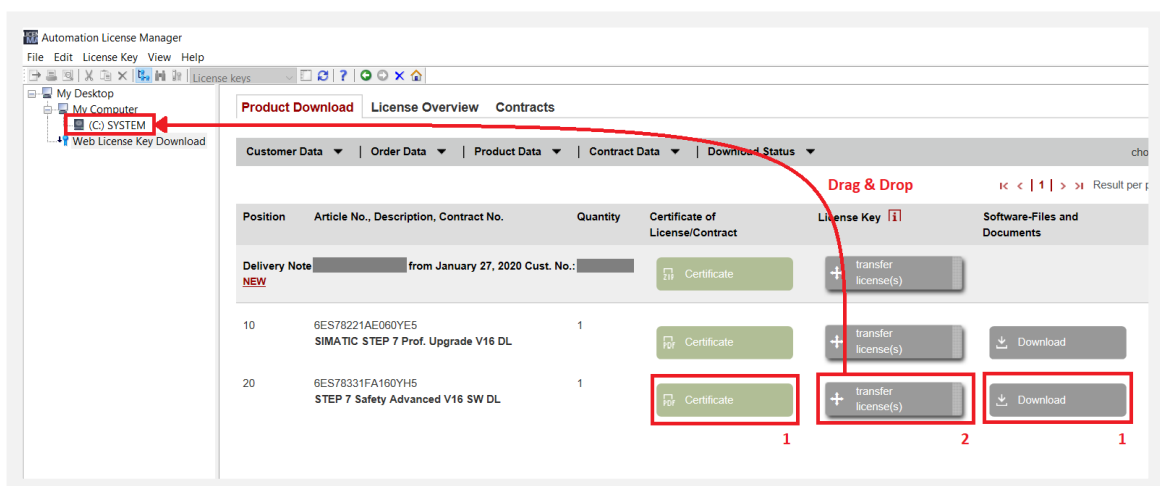 Automation License Manager
File Edit License Key View Help
License keys
My Desktop
My Computer
(C:) SYSTEM
Web License Key Download
Product Download License Overview Contracts
Customer Data | Order Data | Product Data | Contract Data | Download Status
cho
Drag & Drop
1 Result per p
Position Article No., Description, Contract No. Quantity Certificate of License Key Software-Files and
License/Contract Documents
Delivery Note from January 27, 2020 Cust. No.: ZIP Certificate transfer
NEW license(s)
10 6ES78221AE060YE5 1 PDF Certificate transfer Download
SIMATIC STEP 7 Prof. Upgrade V16 DL license(s)
20 6ES78331FA160YH5 1 PDF Certificate transfer Download
STEP 7 Safety Advanced V16 SW DL license(s)
1 2 1